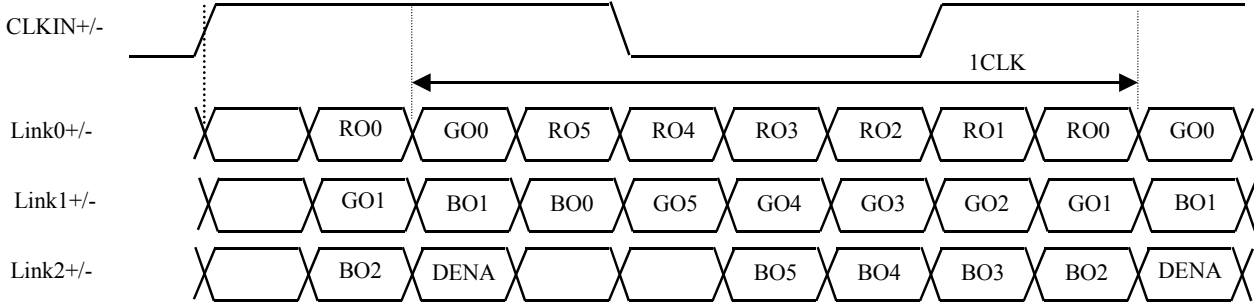 CLKIN+/-
1CLK
Link0+/- RO0 GO0 RO5 RO4 RO3 RO2 RO1 RO0 GO0
Link1+/- GO1 BO1 BO0 GO5 GO4 GO3 GO2 GO1 BO1
Link2+/- BO2 DENA BO5 BO4 BO3 BO2 DENA